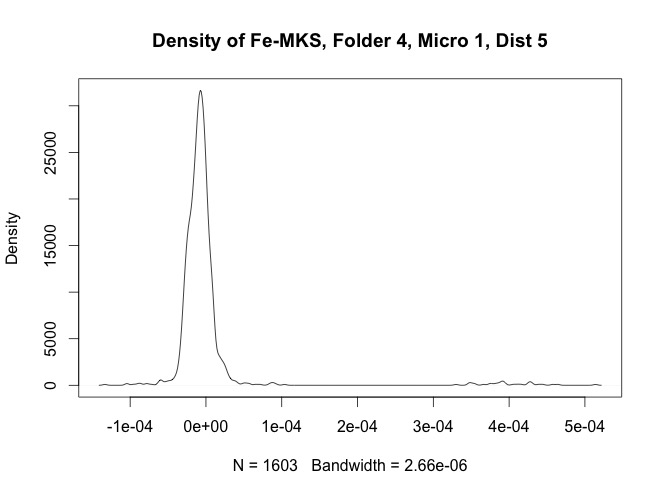 Density of Fe-MKS, Folder 4, Micro 1, Dist 5
Density
25000
15000
5000
0
-1e-04 0e+00 1e-04 2e-04 3e-04 4e-04 5e-04
N = 1603 Bandwidth = 2.66e-06